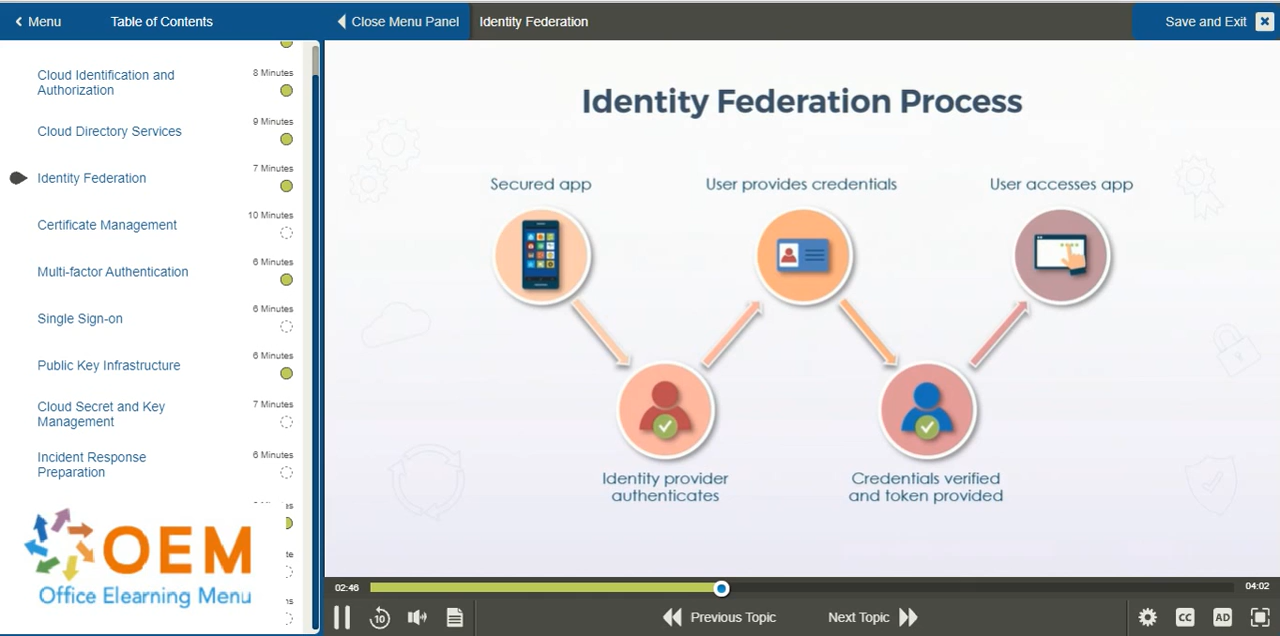 Menu
Table of Contents
Close Menu Panel
Identity Federation
Save and Exit
Cloud Identification and
Authorization
8 Minutes
Cloud Directory Services
9 Minutes
Identity Federation
7 Minutes
Certificate Management
10 Minutes
Multi-factor Authentication
6 Minutes
Single Sign-on
6 Minutes
Public Key Infrastructure
6 Minutes
Cloud Secret and Key
Management
7 Minutes
Incident Response
Preparation
6 Minutes
OEM
Office Elearning Menu
Identity Federation Process
Secured app
User provides credentials
User accesses app
Identity provider
authenticates
Credentials verified
and token provided
02:46
04:02
10
Previous Topic
Next Topic
CC
AD